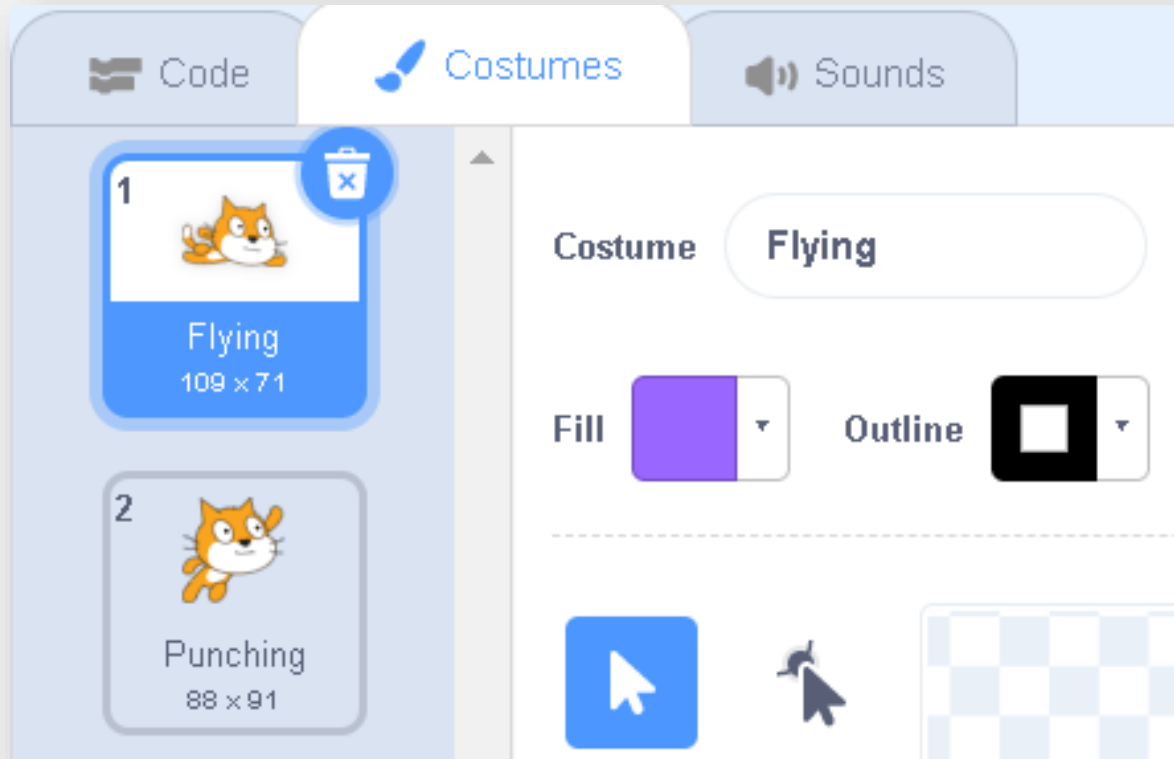 Code
Costumes
Sounds
1
Flying
109 x 71
2
Punching
88 x 91
Costume
Flying
Fill
Outline